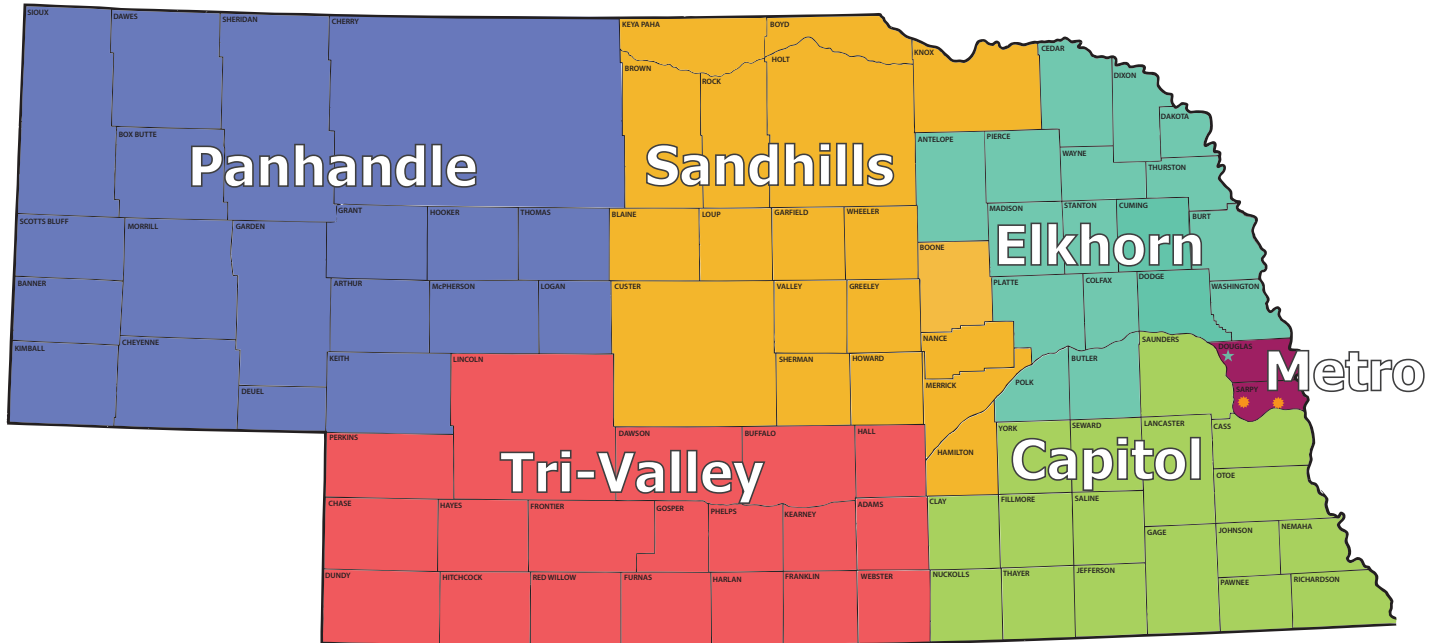 SIOUX
DAWES
SHERIDAN
CHERRY
KEYA PAHA
BOYD
KNOX
CEDAR
BROWN
ROCK
HOLT
DIXON
DAKOTA
BOX BUTTE
ANTELOPE
PIERCE
WAYNE
THURSTON
Panhandle
Sandhills
SCOTTS BLUFF
MORRILL
GARDEN
GRANT
HOOKER
THOMAS
BLAINE
LOUP
GARFIELD
WHEELER
MADISON
STANTON
CUMING
BURT
BOONE
Elkhorn
BANNER
ARTHUR
McPHERSON
LOGAN
CUSTER
VALLEY
GREELEY
PLATTE
COLFAX
DODGE
WASHINGTON
KIMBALL
CHEYENNE
KEITH
LINCOLN
SHERMAN
HOWARD
NANCE
BUTLER
SAUNDERS
DOUGLAS
Metro
DEUEL
MERRICK
POLK
SARPY
PERKINS
DAWSON
BUFFALO
HALL
HAMILTON
YORK
SEWARD
LANCASTER
CASS
Tri-Valley
Capitol
OTOE
CHASE
HAYES
FRONTIER
GOSPER
PHELPS
KEARNEY
ADAMS
CLAY
FILLMORE
SALINE
GAGE
JOHNSON
NEMAHA
DUNDY
HITCHCOCK
RED WILLOW
FURNAS
HARLAN
FRANKLIN
WEBSTER
NUCKOLLS
THAYER
JEFFERSON
PAWNEE
RICHARDSON